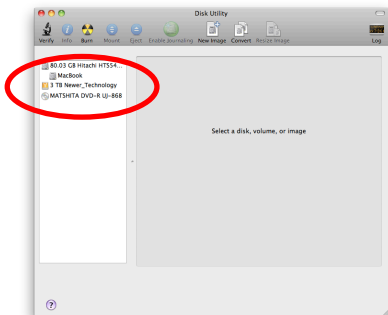 Disk Utility
Verify Info Burn Mount Eject Enable Journaling New Image Convert Resize Image Log
80.03 GB Hitachi HTS54...
MacBook
3 TB Newer_Technology
MATSHITA DVD-R UJ-868
Select a disk, volume, or image
?